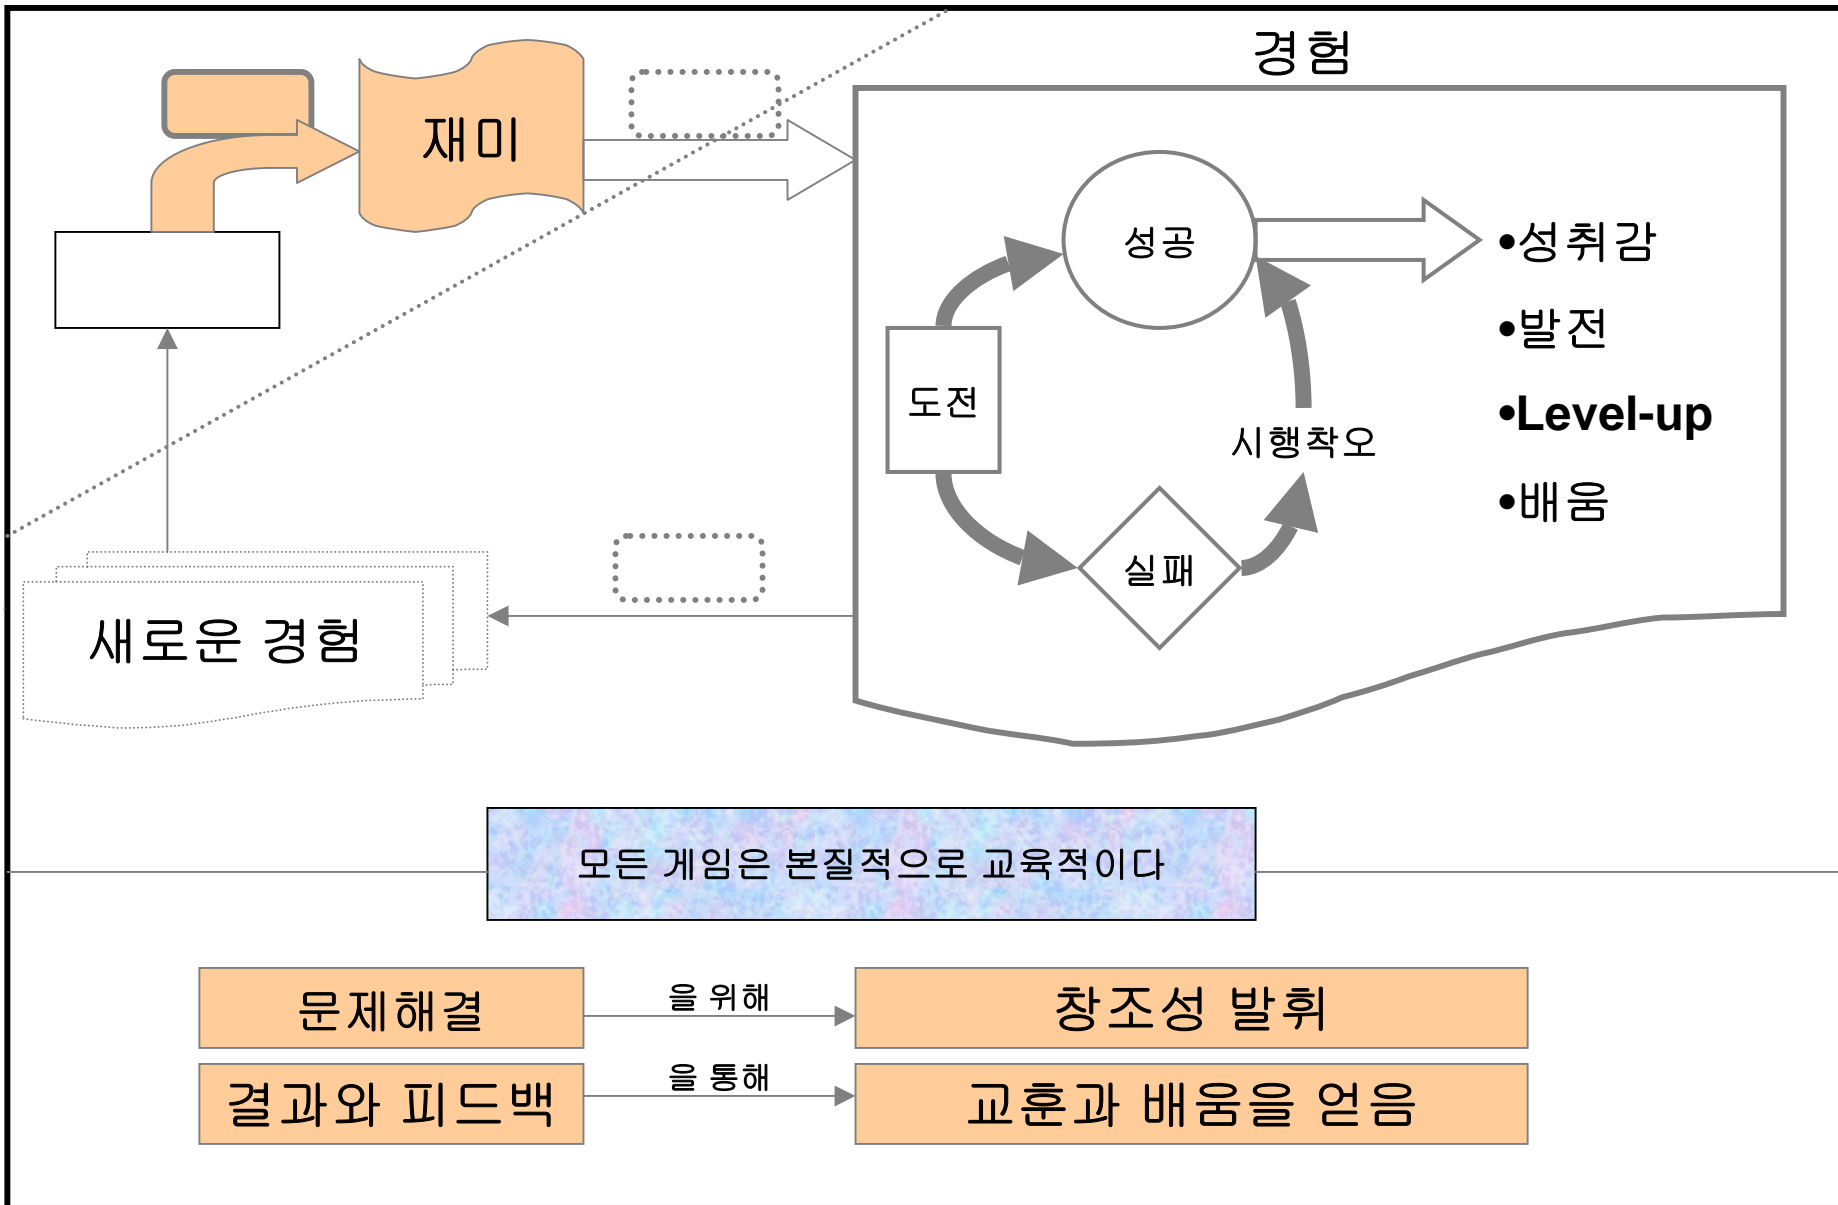 경험
재미
성공
•성취감
•발전
도전
•Level-up
시행착오
•배움
실패
새로운 경험
모든 게임은 본질적으로 교육적이다
문제해결
을 위해
창조성 발휘
결과와 피드백
을 통해
교훈과 배움을 얻음